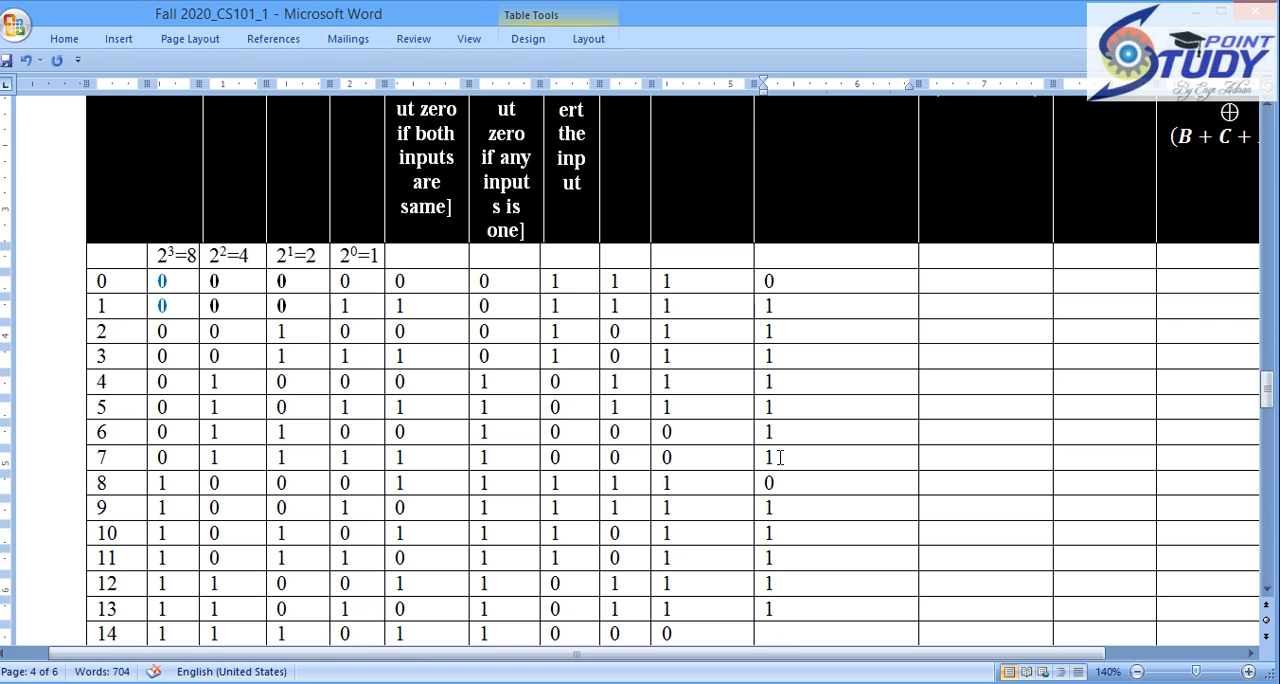 Fall 2020_CS101_1 - Microsoft Word
Table Tools
POINT
STUDY
By Engr Adnan
Home Insert Page Layout References Mailings Review View Design Layout
1 2 5 6 7
3
4
5
6
ut zero if both inputs are same]
ut zero if any input s is one]
ert the inp ut
⊕
(B + C +
2³=8 2²=4 2¹=2 2⁰=1
0 0 0 0 0 0 0 1 1 1 0
1 0 0 0 1 1 0 1 1 1 1
2 0 0 1 0 0 0 1 0 1 1
3 0 0 1 1 1 0 1 0 1 1
4 0 1 0 0 0 1 0 1 1 1
5 0 1 0 1 1 1 0 1 1 1
6 0 1 1 0 0 1 0 0 0 1
7 0 1 1 1 1 1 0 0 0 1
8 1 0 0 0 1 1 1 1 1 0
9 1 0 0 1 0 1 1 1 1 1
10 1 0 1 0 1 1 1 0 1 1
11 1 0 1 1 0 1 1 0 1 1
12 1 1 0 0 1 1 0 1 1 1
13 1 1 0 1 0 1 0 1 1 1
14 1 1 1 0 1 1 0 0 0
Page: 4 of 6 Words: 704 English (United States) 140%